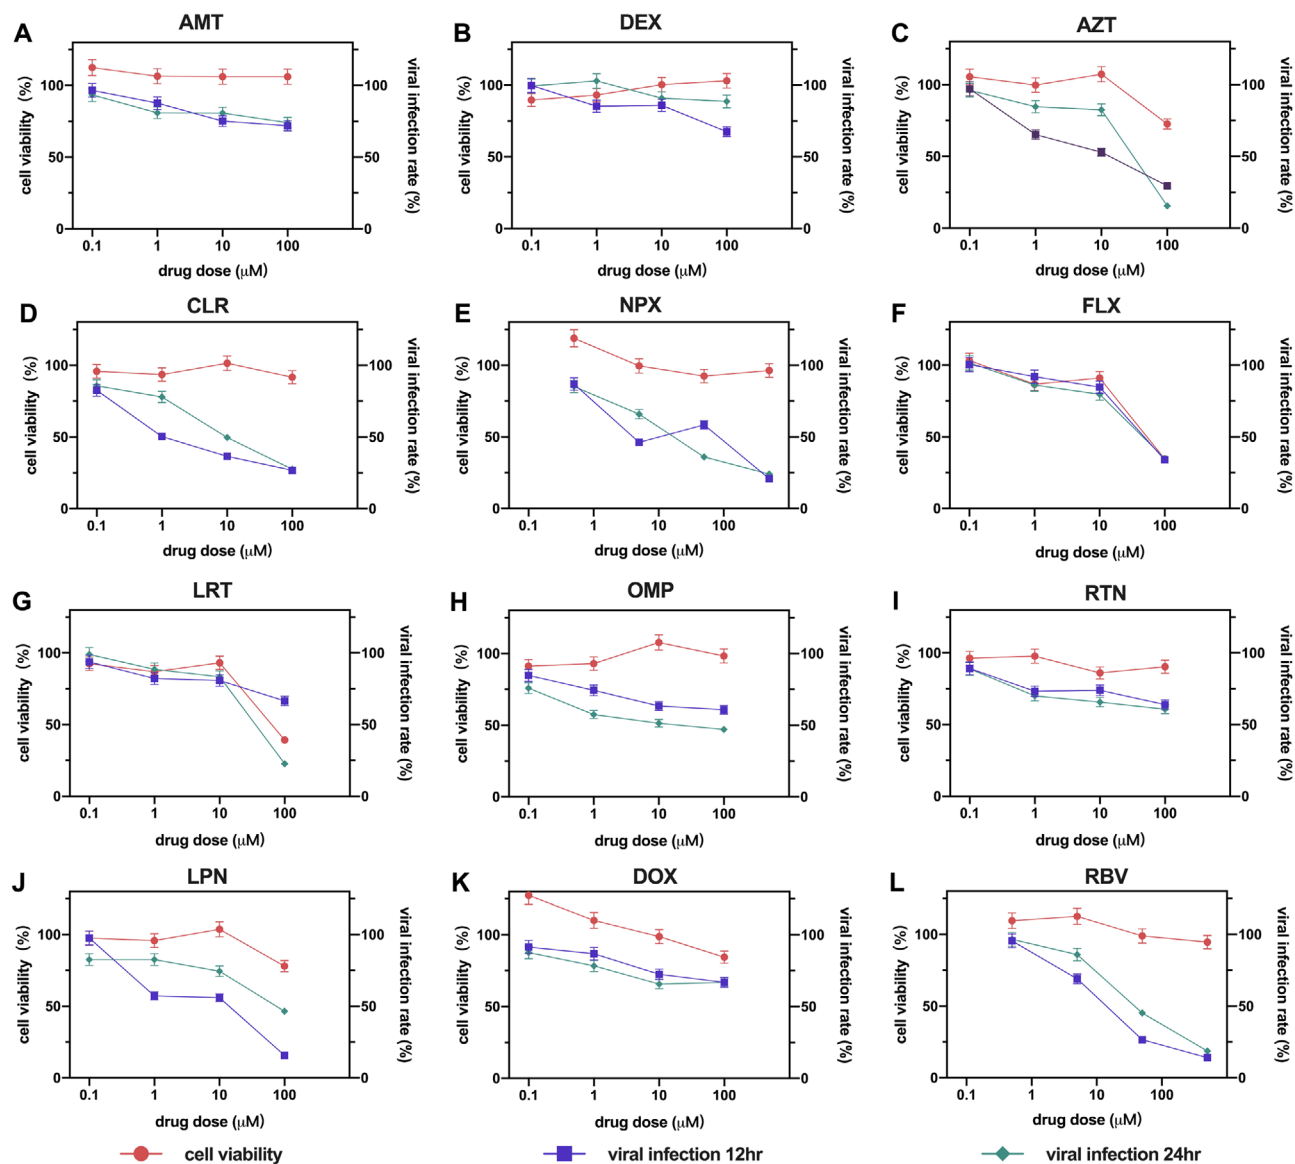 A AMT
cell viability (%)
viral infection rate (%)
100
50
0
100
50
0
0.1 1 10 100
drug dose (μM)
B DEX
cell viability (%)
viral infection rate (%)
100
50
0
100
50
0
0.1 1 10 100
drug dose (μM)
C AZT
cell viability (%)
viral infection rate (%)
100
50
0
100
50
0
0.1 1 10 100
drug dose (μM)
D CLR
cell viability (%)
viral infection rate (%)
100
50
0
100
50
0
0.1 1 10 100
drug dose (μM)
E NPX
cell viability (%)
viral infection rate (%)
100
50
0
100
50
0
0.1 1 10 100
drug dose (μM)
F FLX
cell viability (%)
viral infection rate (%)
100
50
0
100
50
0
0.1 1 10 100
drug dose (μM)
G LRT
cell viability (%)
viral infection rate (%)
100
50
0
100
50
0
0.1 1 10 100
drug dose (μM)
H OMP
cell viability (%)
viral infection rate (%)
100
50
0
100
50
0
0.1 1 10 100
drug dose (μM)
I RTN
cell viability (%)
viral infection rate (%)
100
50
0
100
50
0
0.1 1 10 100
drug dose (μM)
J LPN
cell viability (%)
viral infection rate (%)
100
50
0
100
50
0
0.1 1 10 100
drug dose (μM)
K DOX
cell viability (%)
viral infection rate (%)
100
50
0
100
50
0
0.1 1 10 100
drug dose (μM)
L RBV
cell viability (%)
viral infection rate (%)
100
50
0
100
50
0
0.1 1 10 100
drug dose (μM)
cell viability
viral infection 12hr
viral infection 24hr